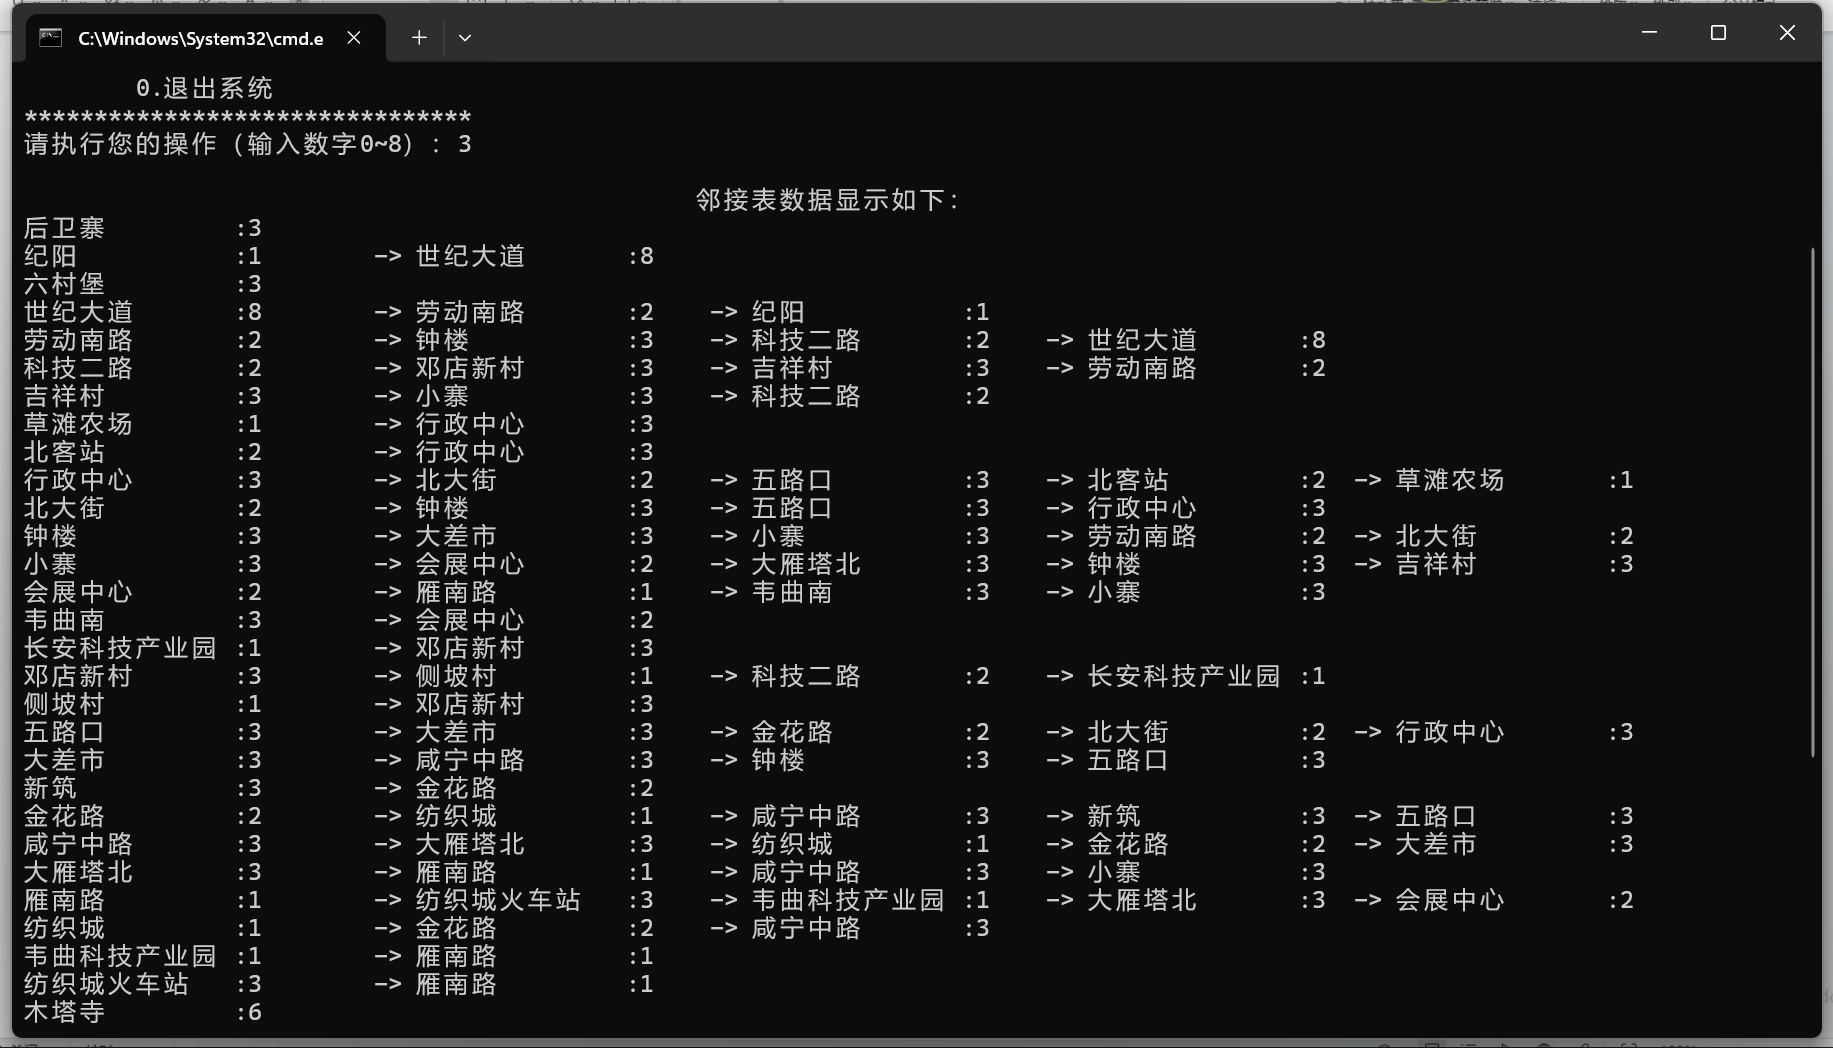 C:\Windows\System32\cmd.e
0.退出系统
********************************
请执行您的操作（输入数字0~8）: 3
邻接表数据显示如下:
后卫寨 :3
纪阳 :1 -> 世纪大道 :8
六村堡 :3
世纪大道 :8 -> 劳动南路 :2 -> 纪阳 :1
劳动南路 :2 -> 钟楼 :3 -> 科技二路 :2 -> 世纪大道 :8
科技二路 :2 -> 邓店新村 :3 -> 吉祥村 :3 -> 劳动南路 :2
吉祥村 :3 -> 小寨 :3 -> 科技二路 :2
草滩农场 :1 -> 行政中心 :3
北客站 :2 -> 行政中心 :3
行政中心 :3 -> 北大街 :2 -> 五路口 :3 -> 北客站 :2 -> 草滩农场 :1
北大街 :2 -> 钟楼 :3 -> 五路口 :3 -> 行政中心 :3
钟楼 :3 -> 大差市 :3 -> 小寨 :3 -> 劳动南路 :2 -> 北大街 :2
小寨 :3 -> 会展中心 :2 -> 大雁塔北 :3 -> 钟楼 :3 -> 吉祥村 :3
会展中心 :2 -> 雁南路 :1 -> 韦曲南 :3 -> 小寨 :3
韦曲南 :3 -> 会展中心 :2
长安科技产业园 :1 -> 邓店新村 :3
邓店新村 :3 -> 侧坡村 :1 -> 科技二路 :2 -> 长安科技产业园 :1
侧坡村 :1 -> 邓店新村 :3
五路口 :3 -> 大差市 :3 -> 金花路 :2 -> 北大街 :2 -> 行政中心 :3
大差市 :3 -> 咸宁中路 :3 -> 钟楼 :3 -> 五路口 :3
新筑 :3 -> 金花路 :2
金花路 :2 -> 纺织城 :1 -> 咸宁中路 :3 -> 新筑 :3 -> 五路口 :3
咸宁中路 :3 -> 大雁塔北 :3 -> 纺织城 :1 -> 金花路 :2 -> 大差市 :3
大雁塔北 :3 -> 雁南路 :1 -> 咸宁中路 :3 -> 小寨 :3
雁南路 :1 -> 纺织城火车站 :3 -> 韦曲科技产业园 :1 -> 大雁塔北 :3 -> 会展中心 :2
纺织城 :1 -> 金花路 :2 -> 咸宁中路 :3
韦曲科技产业园 :1 -> 雁南路 :1
纺织城火车站 :3 -> 雁南路 :1
木塔寺 :6